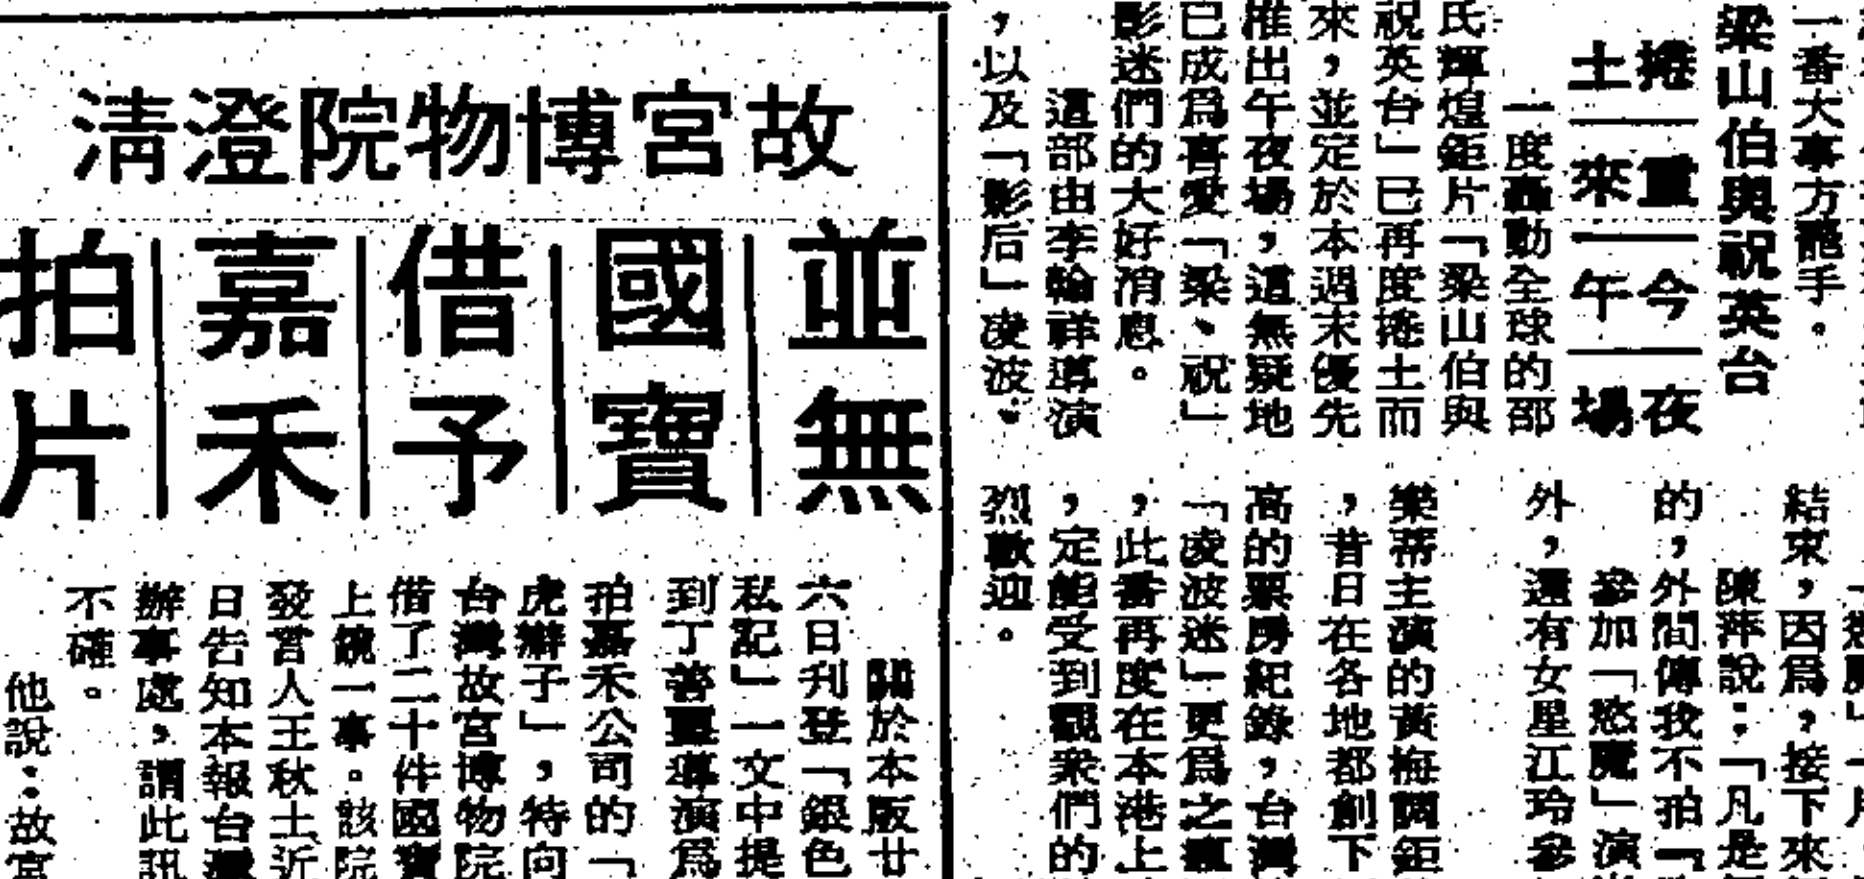 一番大事方罷手。
梁山伯與祝英台
捲重今夜
土來午場
一度轟動全球的邵
氏輝煌鉅片「梁山伯與
祝英台」已再度捲土而
來,並定於本週末優先
推出午夜場,這無疑地
已成爲喜愛「梁、祝」
影迷們的大好消息。
這部由李翰祥導演
,以及「影后」凌波、
「慾魔」一
結束,因爲,接下來
陳萍說:「凡是
的,外間傳我不拍「
參加「慾魔」演
外,還有女星江玲參
樂蒂主演的黃梅調鉅
,昔日在各地都創下
高的票房紀錄,台灣
「凌波迷」更爲之瘋
,此番再度在本港上
,定能受到觀衆們的
烈歡迎。
故宮博物院澄清
並無
國寶
借予
嘉禾
拍片
關於本版廿
六日刋登「銀色
私記」一文中提
到丁善璽導演爲
拍嘉禾公司的「
虎辮子」,特向
台灣故宮博物院
借了二十件國寶
上鏡一事。該院
發言人王秋土近
日告知本報台灣
辦事處,謂此訊
不確。
他說:故宮